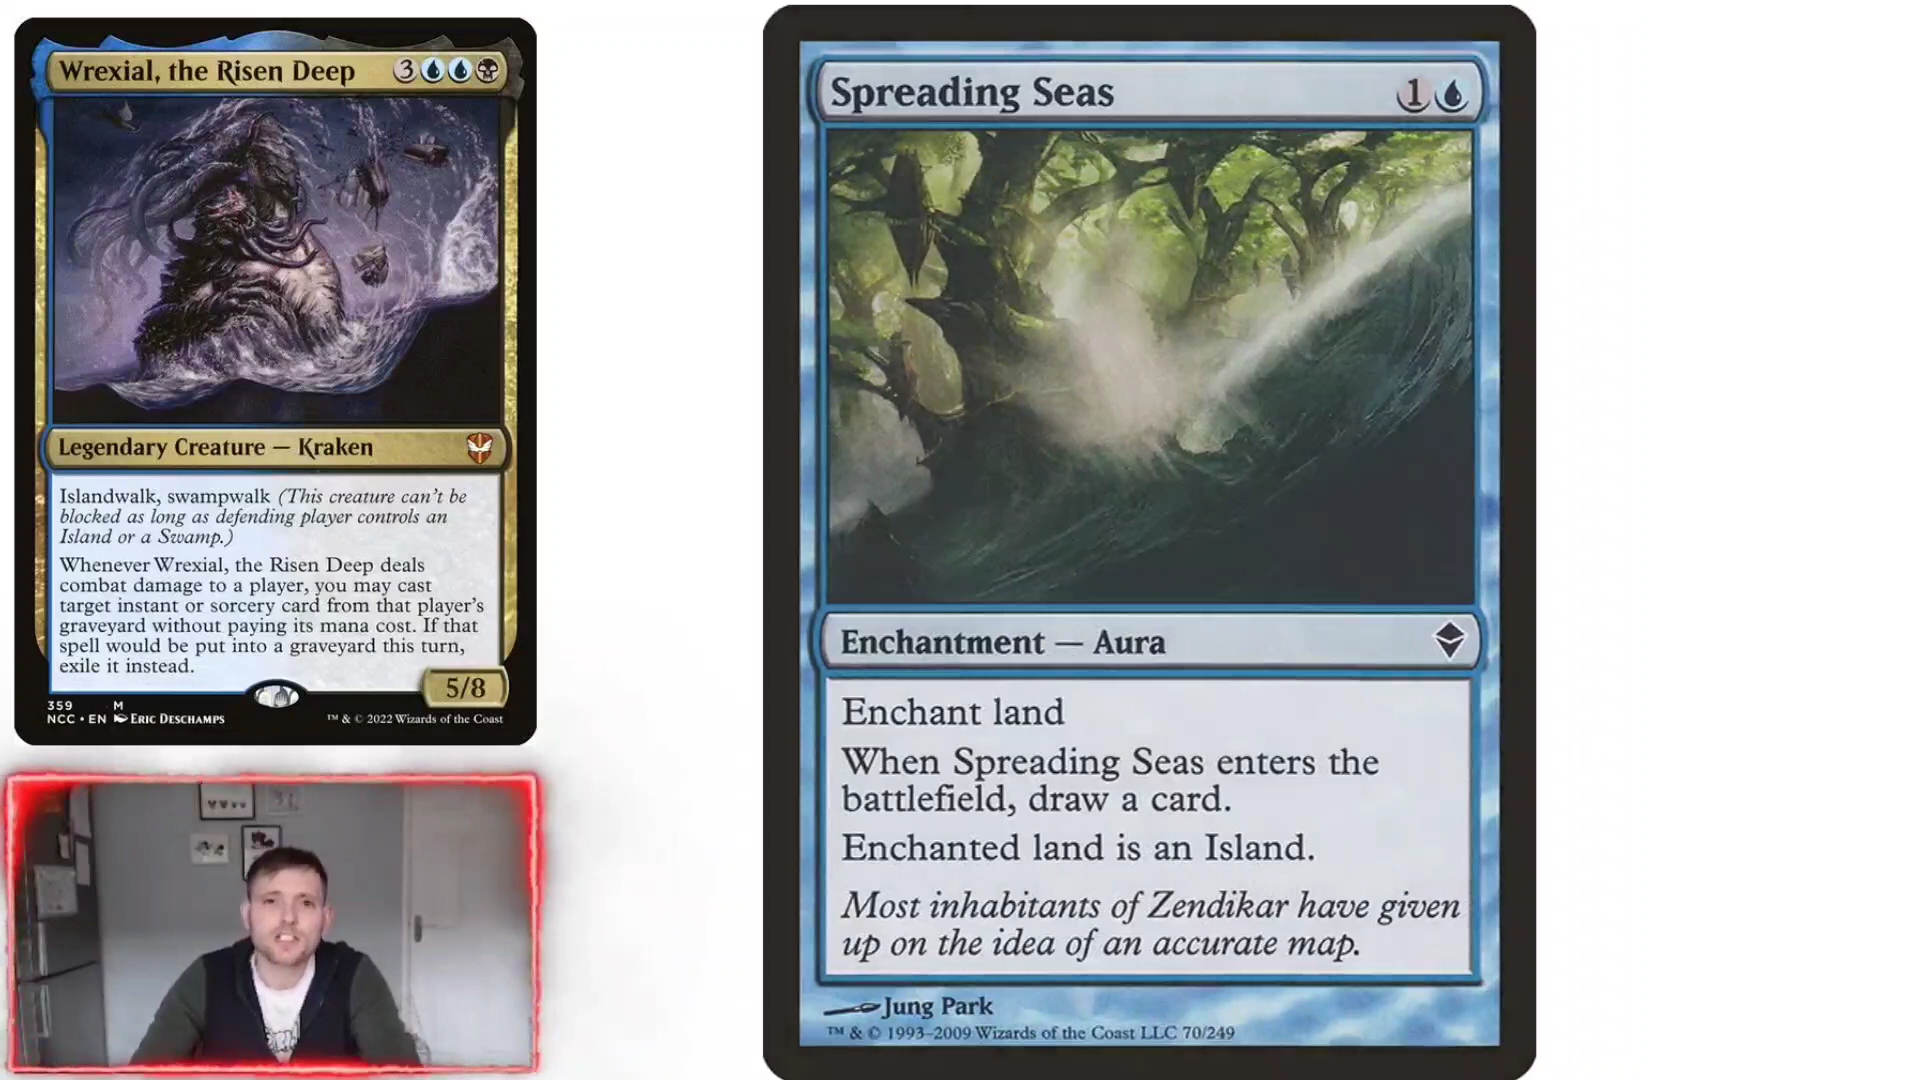 Wrexial, the Risen Deep 3
Legendary Creature — Kraken
Islandwalk, swampwalk (This creature can't be
blocked as long as defending player controls an
Island or a Swamp.)
Whenever Wrexial, the Risen Deep deals
combat damage to a player, you may cast
target instant or sorcery card from that player's
graveyard without paying its mana cost. If that
spell would be put into a graveyard this turn,
exile it instead.
5/8
359 M
NCC • EN Eric Deschamps ™ & © 2022 Wizards of the Coast
Spreading Seas 1
Enchantment — Aura
Enchant land
When Spreading Seas enters the
battlefield, draw a card.
Enchanted land is an Island.
Most inhabitants of Zendikar have given
up on the idea of an accurate map.
Jung Park
™ & © 1993–2009 Wizards of the Coast LLC 70/249